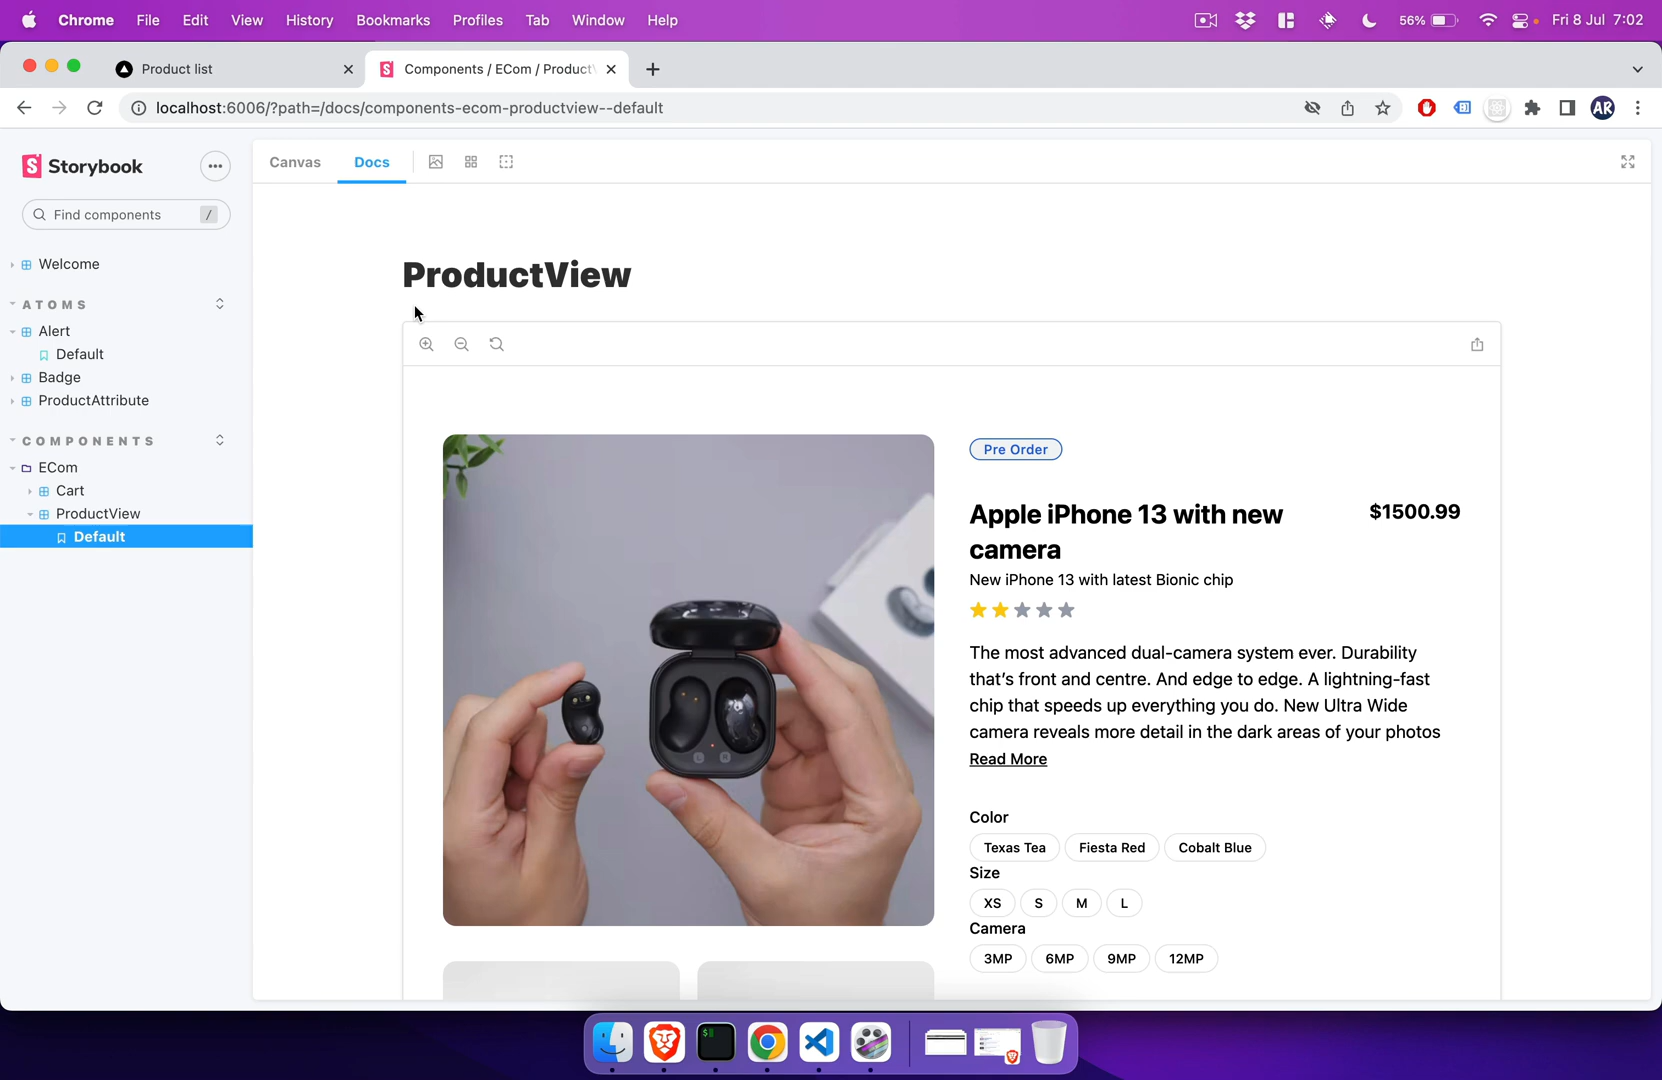 Chrome File Edit View History Bookmarks Profiles Tab Window Help 56% Fri 8 Jul 7:02
Product list
Components / ECom / Product
localhost:6006/?path=/docs/components-ecom-productview--default
AR
Storybook
Canvas Docs
Find components /
Welcome
ATOMS
Alert
Default
Badge
ProductAttribute
COMPONENTS
ECom
Cart
ProductView
Default
ProductView
Pre Order
Apple iPhone 13 with new
camera
$1500.99
New iPhone 13 with latest Bionic chip
The most advanced dual-camera system ever. Durability
that's front and centre. And edge to edge. A lightning-fast
chip that speeds up everything you do. New Ultra Wide
camera reveals more detail in the dark areas of your photos
Read More
Color
Texas Tea Fiesta Red Cobalt Blue
Size
XS S M L
Camera
3MP 6MP 9MP 12MP